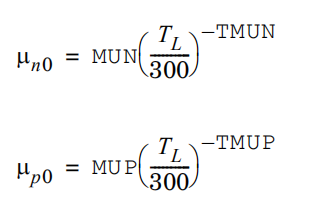 μn0 = MUN(TL/300)−TMUN
μp0 = MUP(TL/300)−TMUP